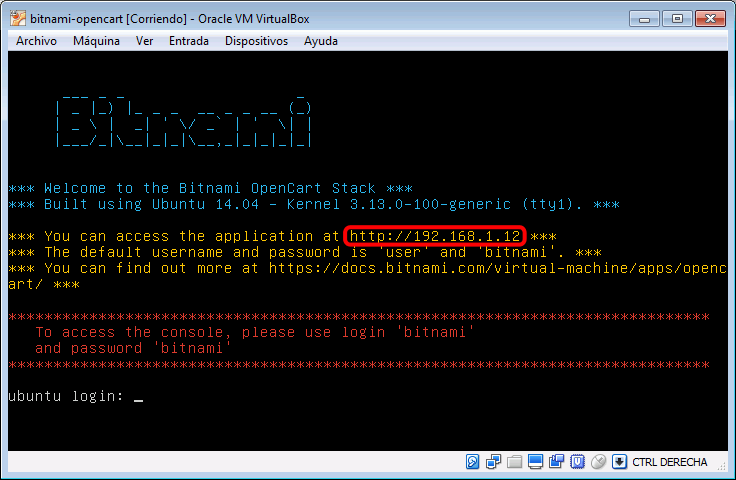 bitnami-opencart [Corriendo] - Oracle VM VirtualBox
Archivo Máquina Ver Entrada Dispositivos Ayuda
Bitnami
*** Welcome to the Bitnami OpenCart Stack ***
*** Built using Ubuntu 14.04 - Kernel 3.13.0-100-generic (tty1). ***
*** You can access the application at http://192.168.1.12 ***
*** The default username and password is 'user' and 'bitnami'. ***
*** You can find out more at https://docs.bitnami.com/virtual-machine/apps/openc
art/ ***
******************************************************************************
To access the console, please use login 'bitnami'
and password 'bitnami'
******************************************************************************
ubuntu login: _
CTRL DERECHA